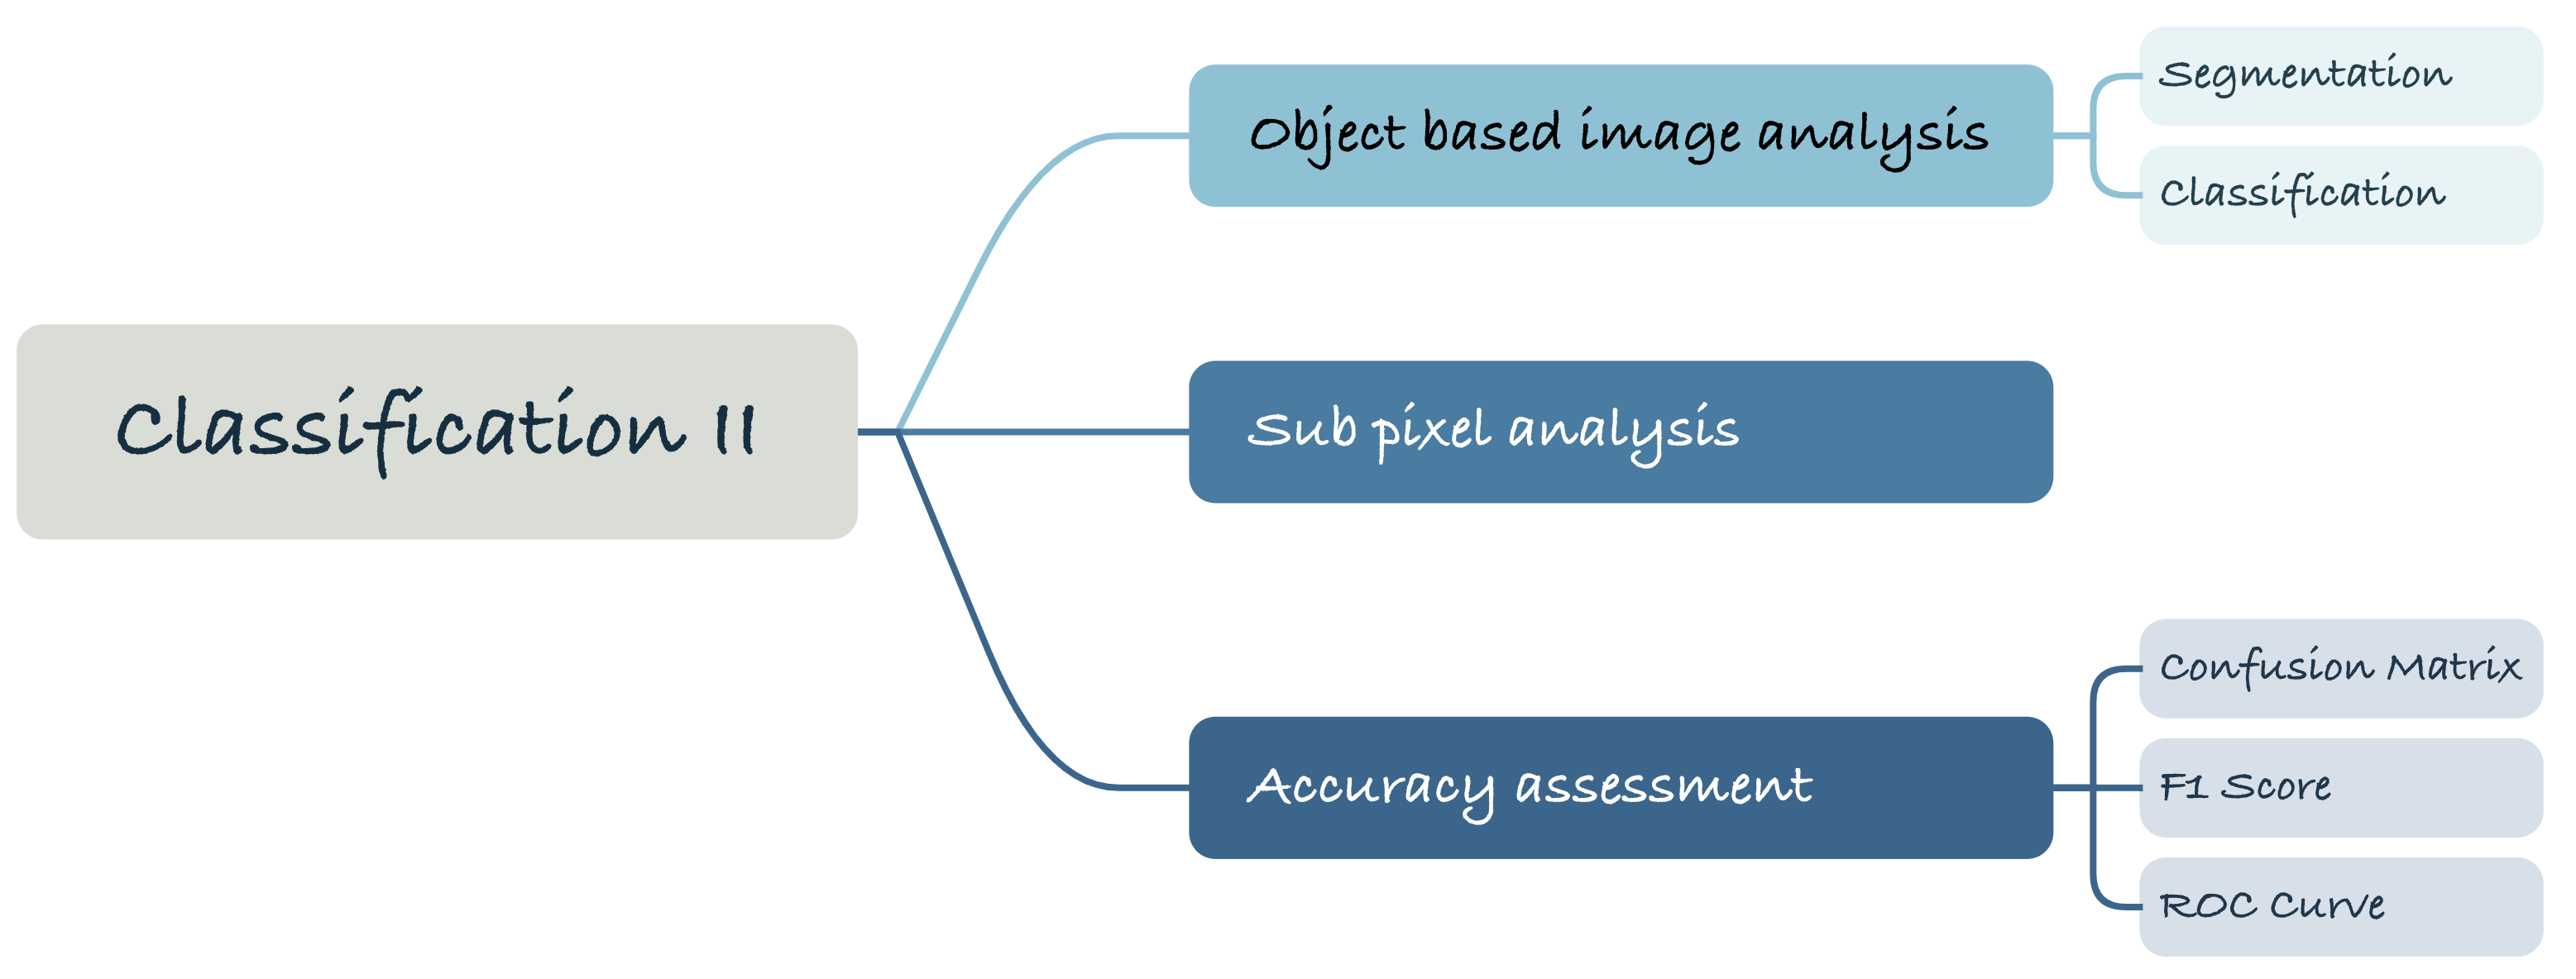 Classification II
Object based image analysis
Segmentation
Classification
Sub pixel analysis
Accuracy assessment
Confusion Matrix
F1 Score
ROC Curve